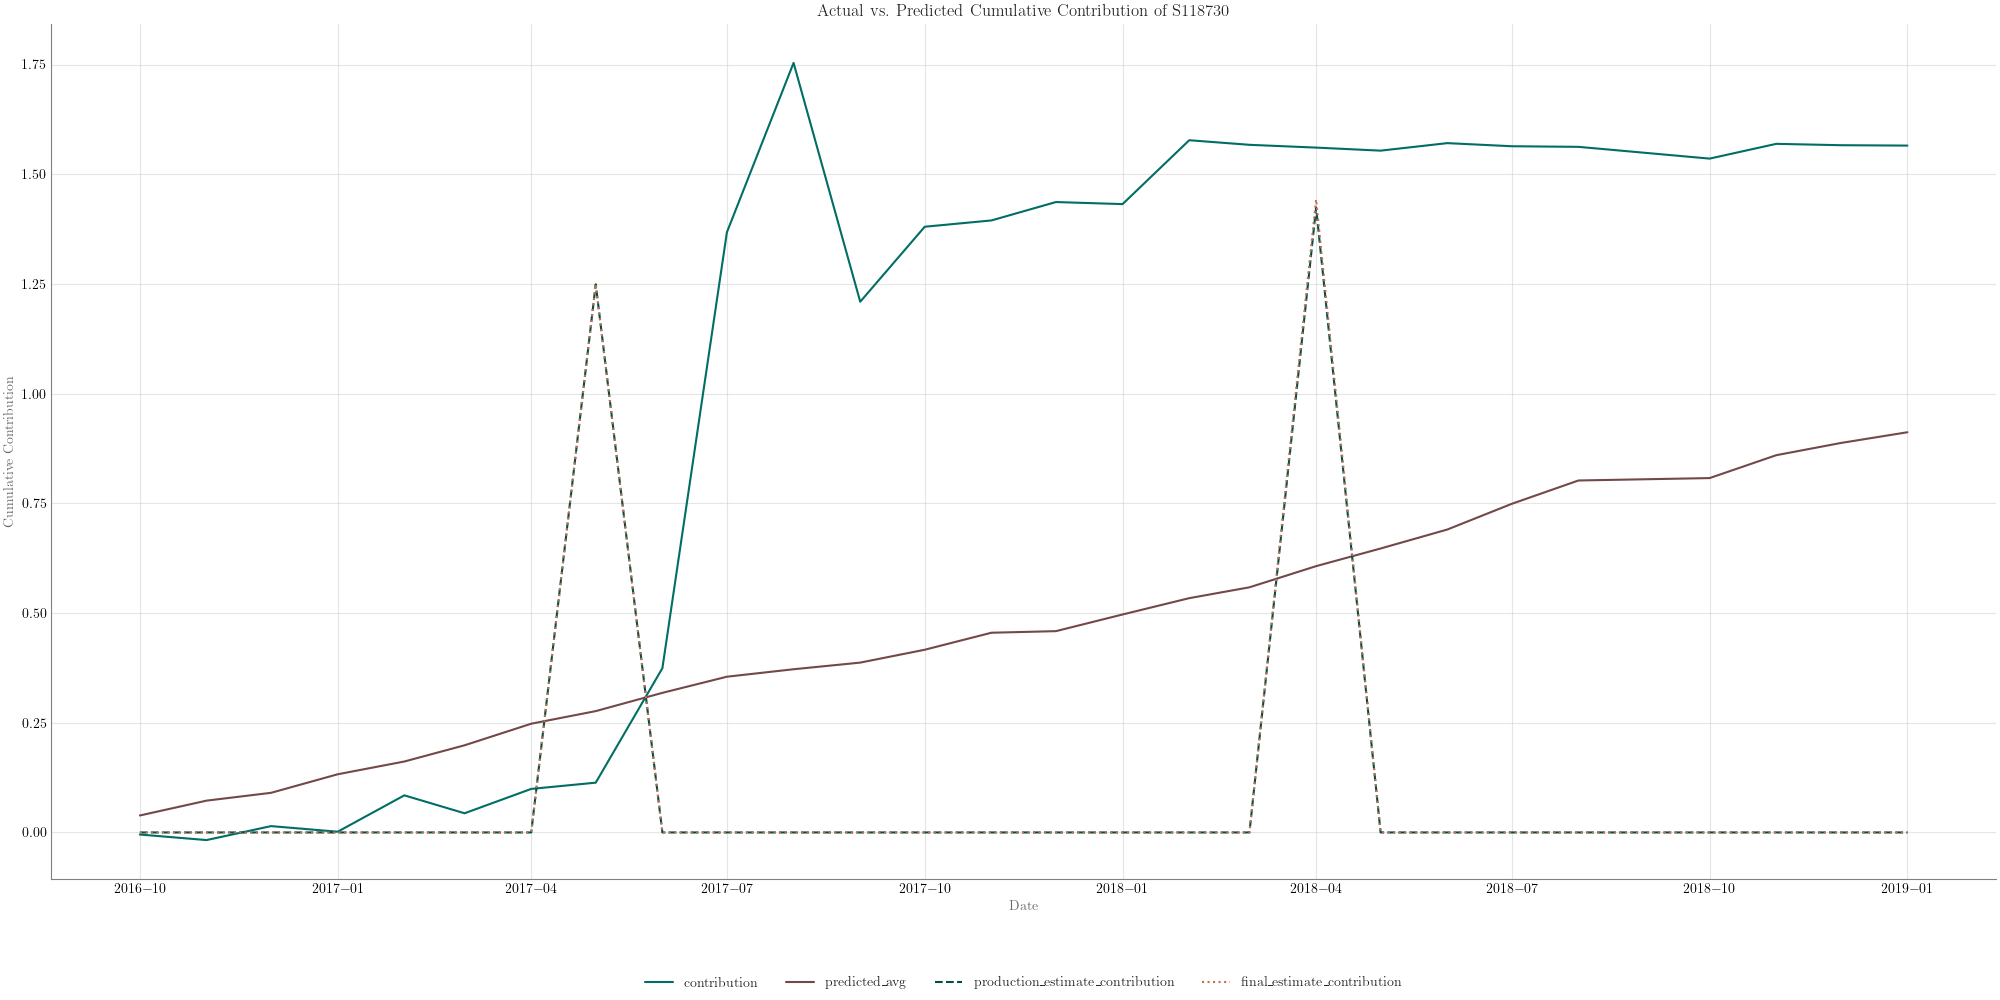 Actual vs. Predicted Cumulative Contribution of S118730
Cumulative Contribution
1.75
1.50
1.25
1.00
0.75
0.50
0.25
0.00
2016−10 2017−01 2017−04 2017−07 2017−10 2018−01 2018−04 2018−07 2018−10 2019−01
Date
contribution predicted_avg production_estimate_contribution final_estimate_contribution